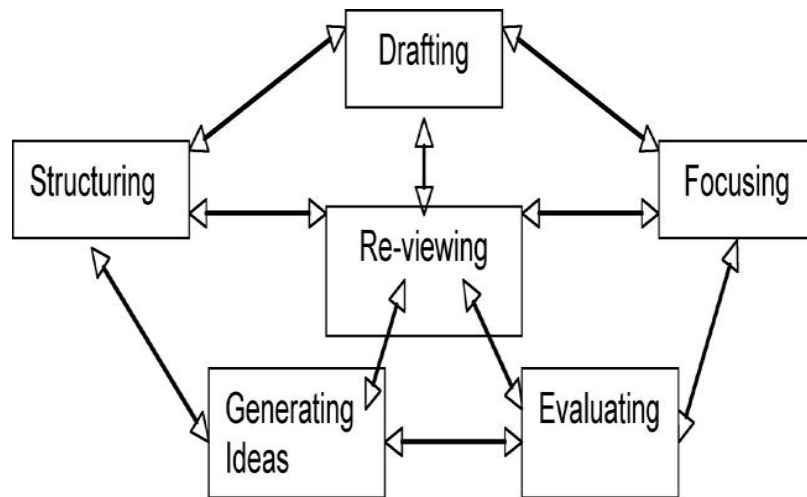 Drafting
Structuring
Focusing
Re-viewing
Generating
Ideas
Evaluating